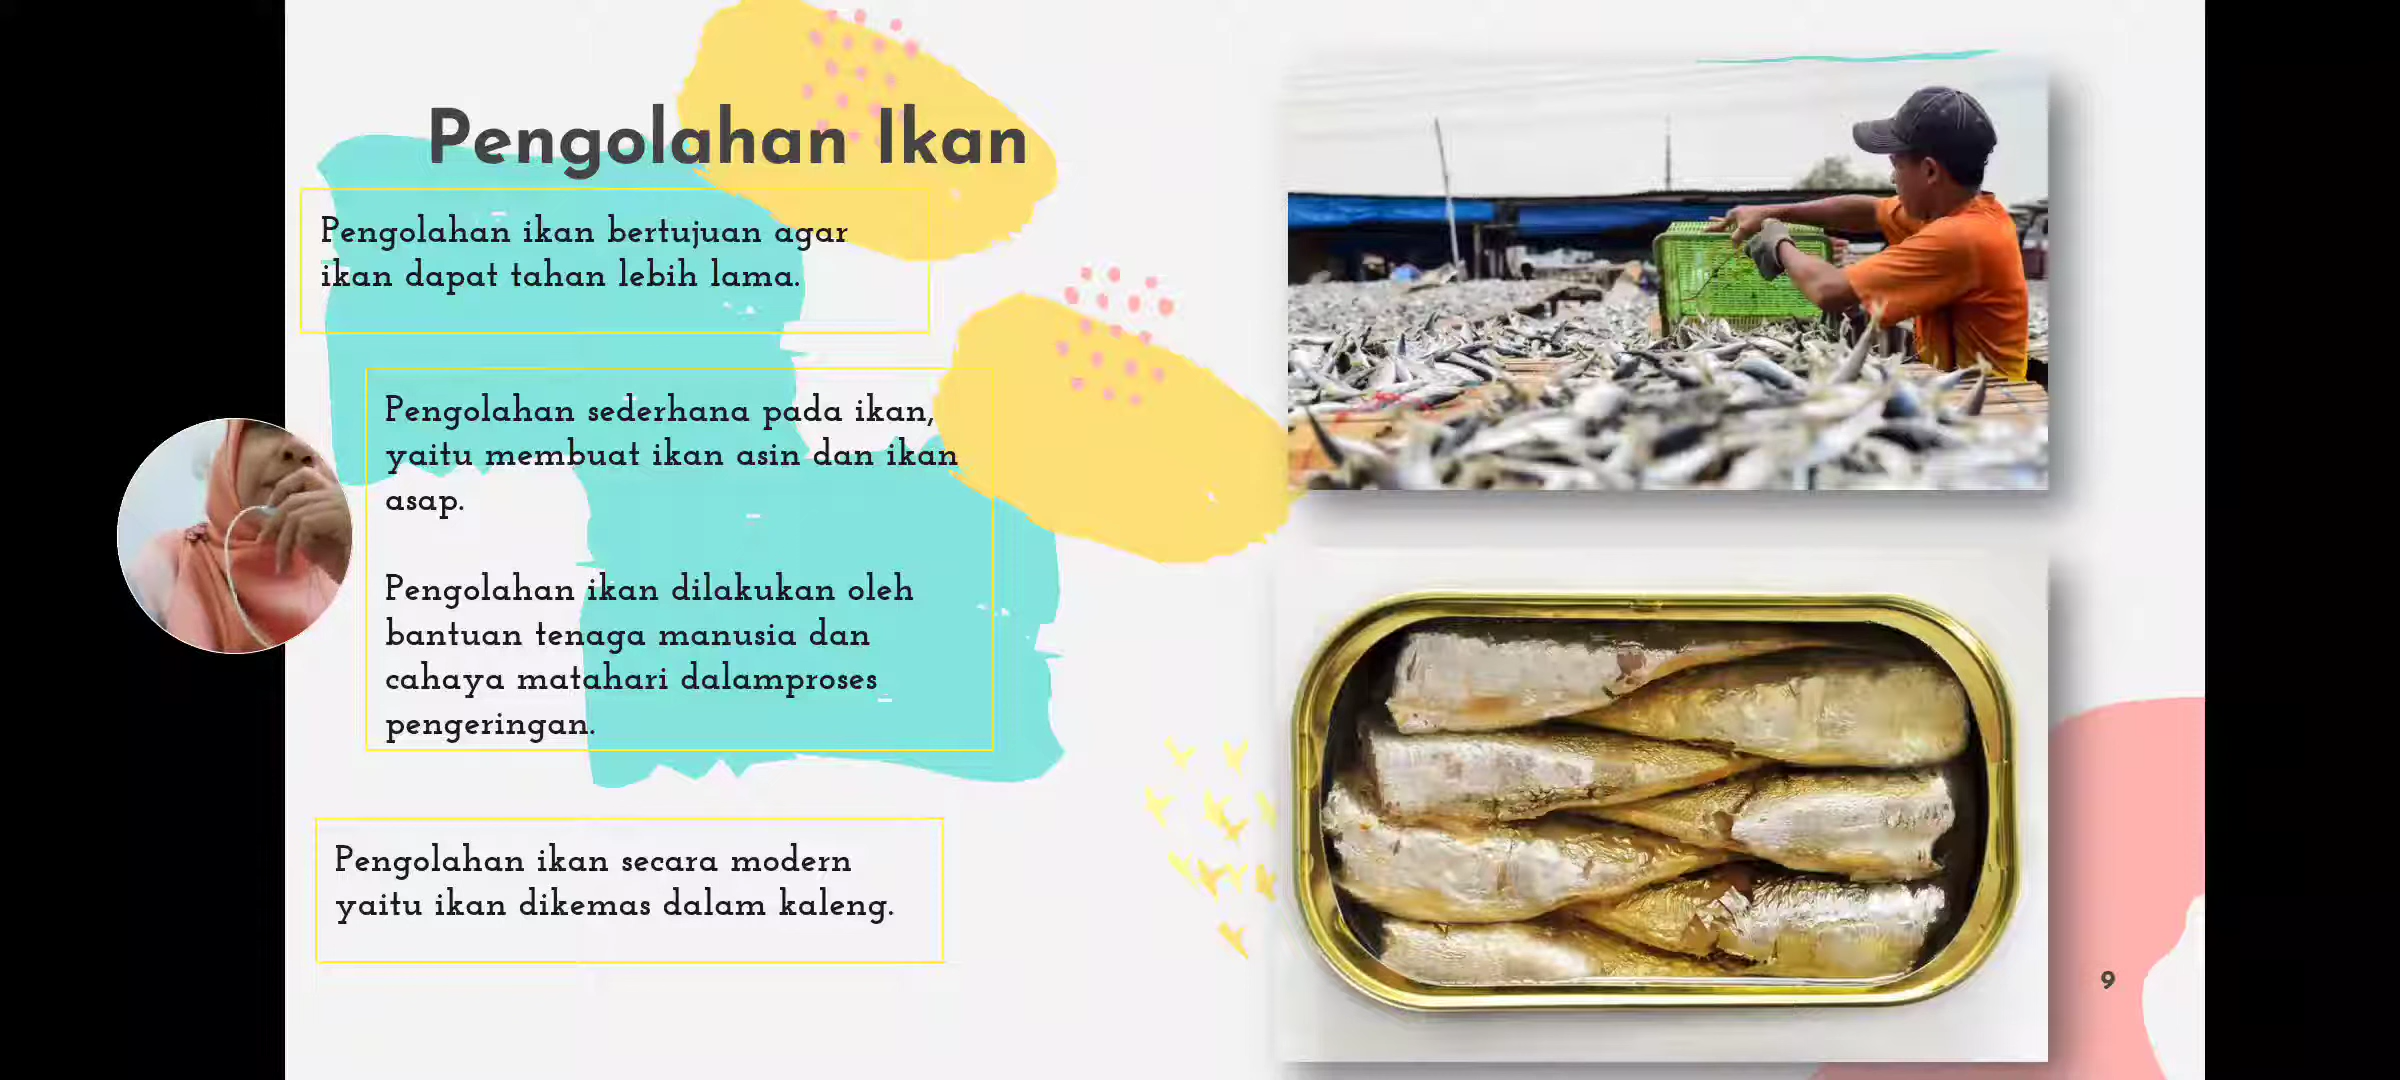 Pengolahan Ikan
Pengolahan ikan bertujuan agar
ikan dapat tahan lebih lama.
Pengolahan sederhana pada ikan,
yaitu membuat ikan asin dan ikan
asap.
Pengolahan ikan dilakukan oleh
bantuan tenaga manusia dan
cahaya matahari dalamproses
pengeringan.
Pengolahan ikan secara modern
yaitu ikan dikemas dalam kaleng.
9